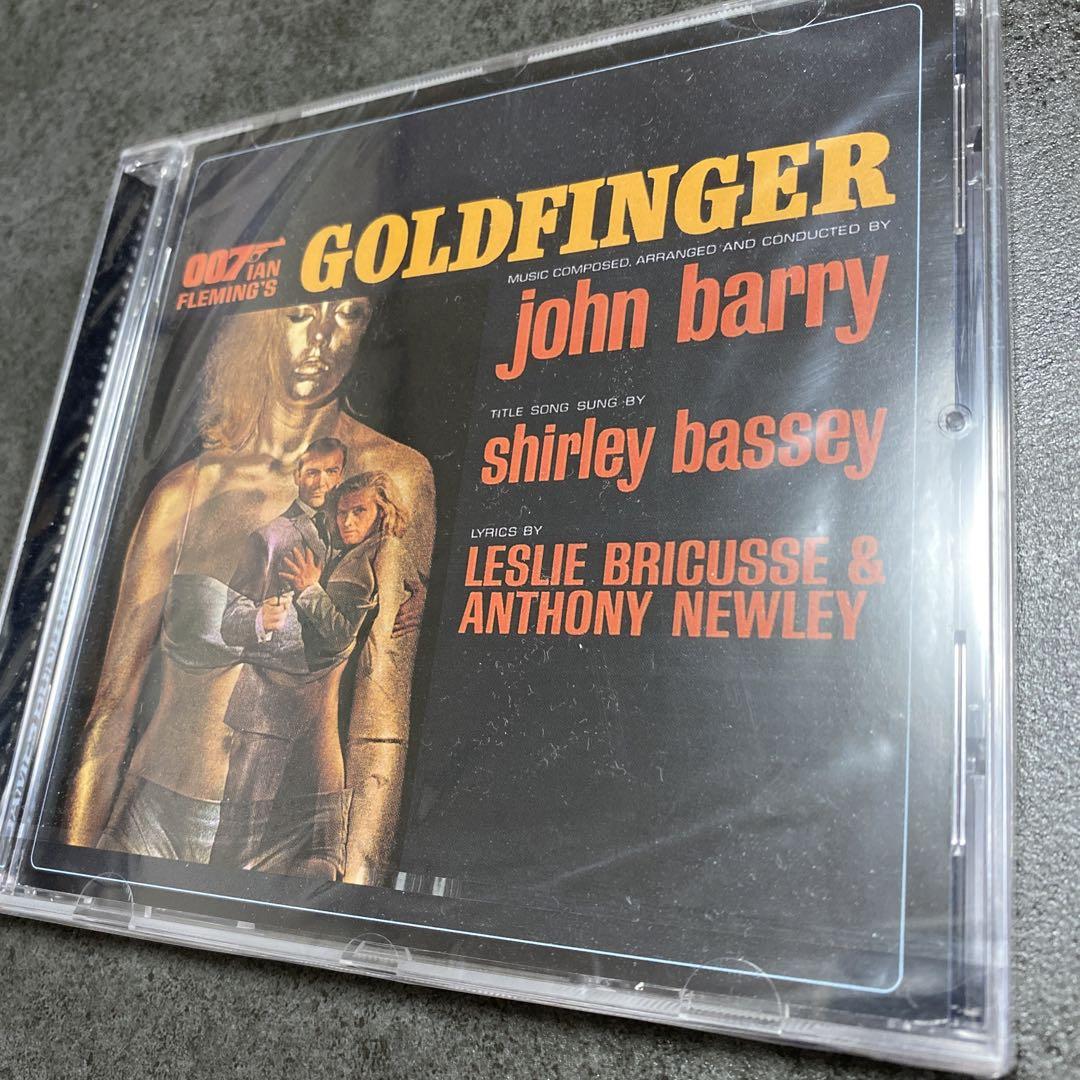 GOLDFINGER
007 IAN
FLEMING'S
MUSIC COMPOSED, ARRANGED AND CONDUCTED BY
john barry
TITLE SONG SUNG BY
shirley bassey
LYRICS BY
LESLIE BRICUSSE &
ANTHONY NEWLEY